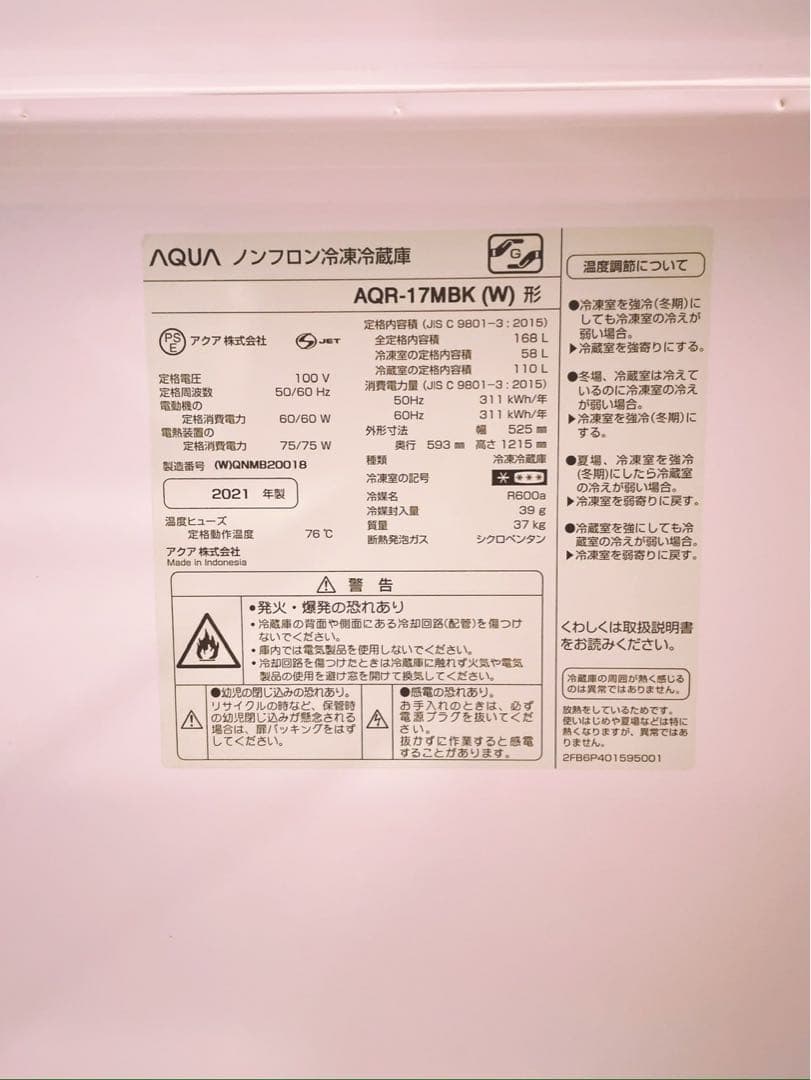 AQUA ノンフロン冷凍冷蔵庫
G
AQR-17MBK (W) 形
PS
E
アクア 株式会社
JET
定格電圧 100 V
定格周波数 50/60 Hz
電動機の
定格消費電力 60/60 W
電熱装置の
定格消費電力 75/75 W
製造番号 (W)QNMB20018
2021 年製
温度ヒューズ
定格動作温度 76 ℃
アクア 株式会社
Made in Indonesia
定格内容積 (JIS C 9801-3 : 2015)
全定格内容積 168 L
冷凍室の定格内容積 58 L
冷蔵室の定格内容積 110 L
消費電力量 (JIS C 9801-3 : 2015)
50Hz 311 kWh/年
60Hz 311 kWh/年
外形寸法 幅 525 ㎜
奥行 593 ㎜ 高さ 1215 ㎜
種類 冷凍冷蔵庫
冷凍室の記号
冷媒名 R600a
冷媒封入量 39 g
質量 37 kg
断熱発泡ガス シクロペンタン
警 告
●発火・爆発の恐れあり
・冷蔵庫の背面や側面にある冷却回路(配管)を傷つけ
ないでください。
・庫内では電気製品を使用しないでください。
・冷却回路を傷つけたときは冷蔵庫に触れず火気や電気
製品の使用を避け窓を開けて換気してください。
●幼児の閉じ込みの恐れあり。
リサイクルの時など、保管時
の幼児閉じ込みが懸念される
場合は、扉パッキングをはず
してください。
●感電の恐れあり。
お手入れのときは、必ず
電源プラグを抜いてくだ
さい。
抜かずに作業すると感電
することがあります。
温度調節について
●冷凍室を強冷(冬期)に
しても冷凍室の冷えが
弱い場合。
▶冷蔵室を強寄りにする。
●冬場、冷蔵室は冷えて
いるのに冷凍室の冷え
が弱い場合。
▶冷凍室を強冷(冬期)に
する。
●夏場、冷凍室を強冷
(冬期)にしたら冷蔵室
の冷えが弱い場合。
▶冷凍室を弱寄りに戻す。
●冷蔵室を強にしても冷
蔵室の冷えが弱い場合。
▶冷凍室を弱寄りに戻す。
くわしくは取扱説明書
をお読みください。
冷蔵庫の周囲が熱く感じる
のは異常ではありません。
放熱をしているためです。
使いはじめや夏場などは特に
熱くなりますが、異常ではあ
りません。
2FB6P401595001